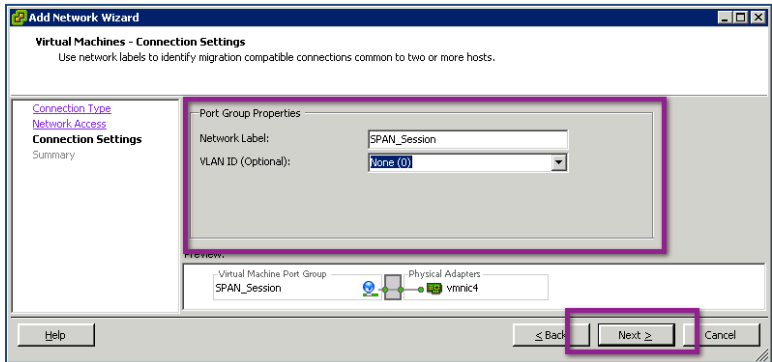 Add Network Wizard
Virtual Machines - Connection Settings
Use network labels to identify migration compatible connections common to two or more hosts.
Connection Type
Network Access
Connection Settings
Summary
Port Group Properties
Network Label:
SPAN_Session
VLAN ID (Optional):
None (0)
Preview:
Virtual Machine Port Group
Physical Adapters
SPAN_Session
vmnic4
Help
≤ Back
Next ≥
Cancel